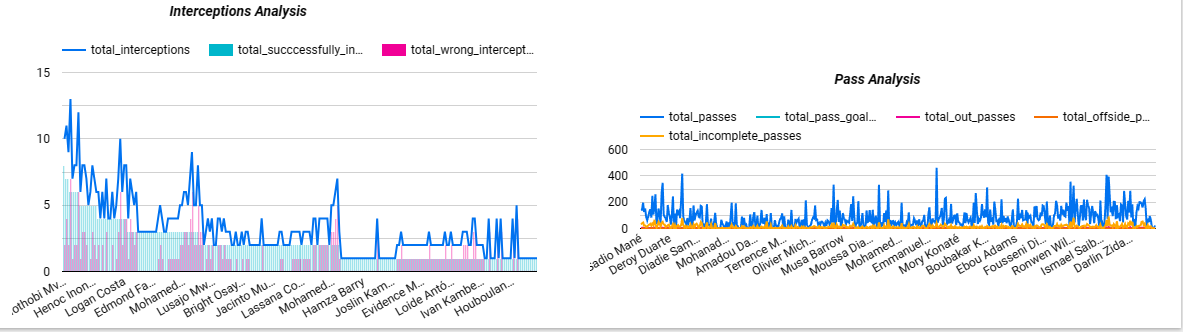 Interceptions Analysis
total_interceptions
total_succcessfully_in...
total_wrong_intercept...
15
10
5
0
..othobi Mv...
Henoc Inon...
Logan Costa
Edmond Fa...
Mohamed...
Lusajo Mw...
Bright Osay...
Jacinto Mu...
Lassana Co...
Mohamed...
Hamza Barry
Joslin Kam...
Evidence M...
Loide Antó...
Ivan Kambe...
Houboulan...
Pass Analysis
total_passes
total_pass_goal...
total_out_passes
total_offside_p...
total_incomplete_passes
600
400
200
0
..sadio Mané
Deroy Duarte
Diadie Sam...
Mohanad...
Amadou Da...
Terrence M...
Olivier Mich...
Musa Barrow
Moussa Dia...
Mohamed...
Emmanuel...
Mory Konaté
Boubakar K...
Ebou Adams
Fousseni Di...
Ronwen Wil...
Ismael Saib...
Darlin Zida...